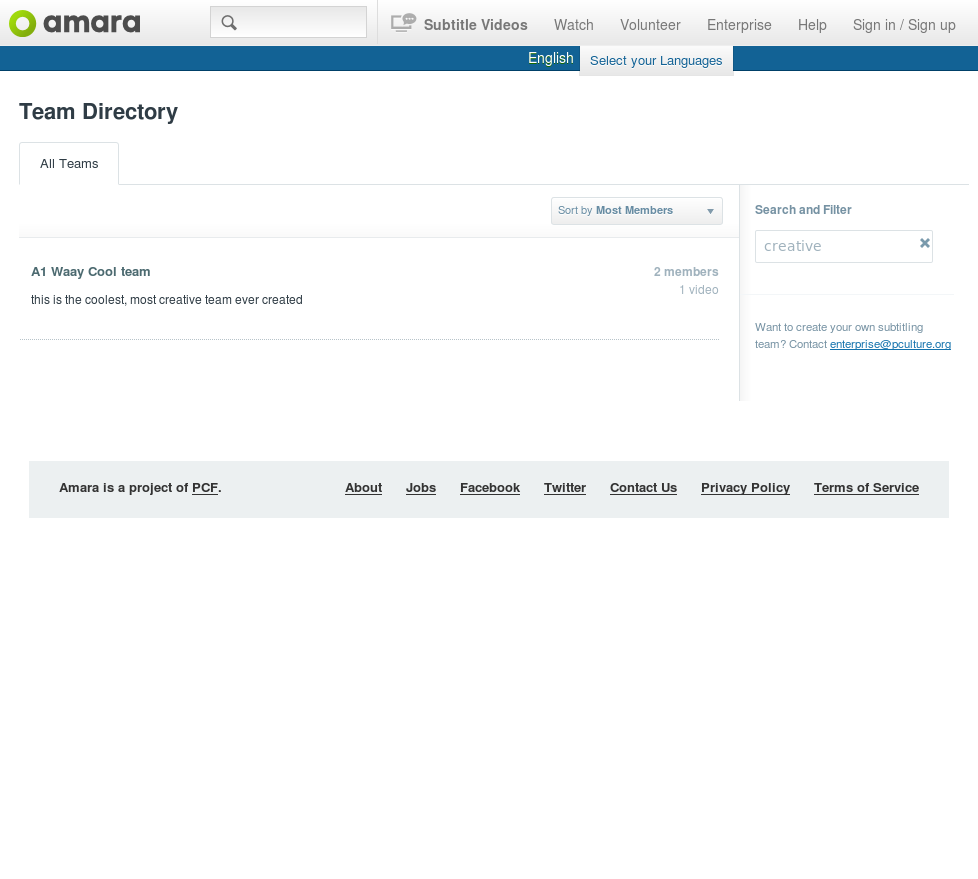 amara
Subtitle Videos Watch Volunteer Enterprise Help Sign in / Sign up
English Select your Languages
Team Directory
All Teams
Sort by Most Members
Search and Filter
creative
A1 Waay Cool team
2 members
1 video
this is the coolest, most creative team ever created
Want to create your own subtitling
team? Contact enterprise@pculture.org
Amara is a project of PCF. About Jobs Facebook Twitter Contact Us Privacy Policy Terms of Service